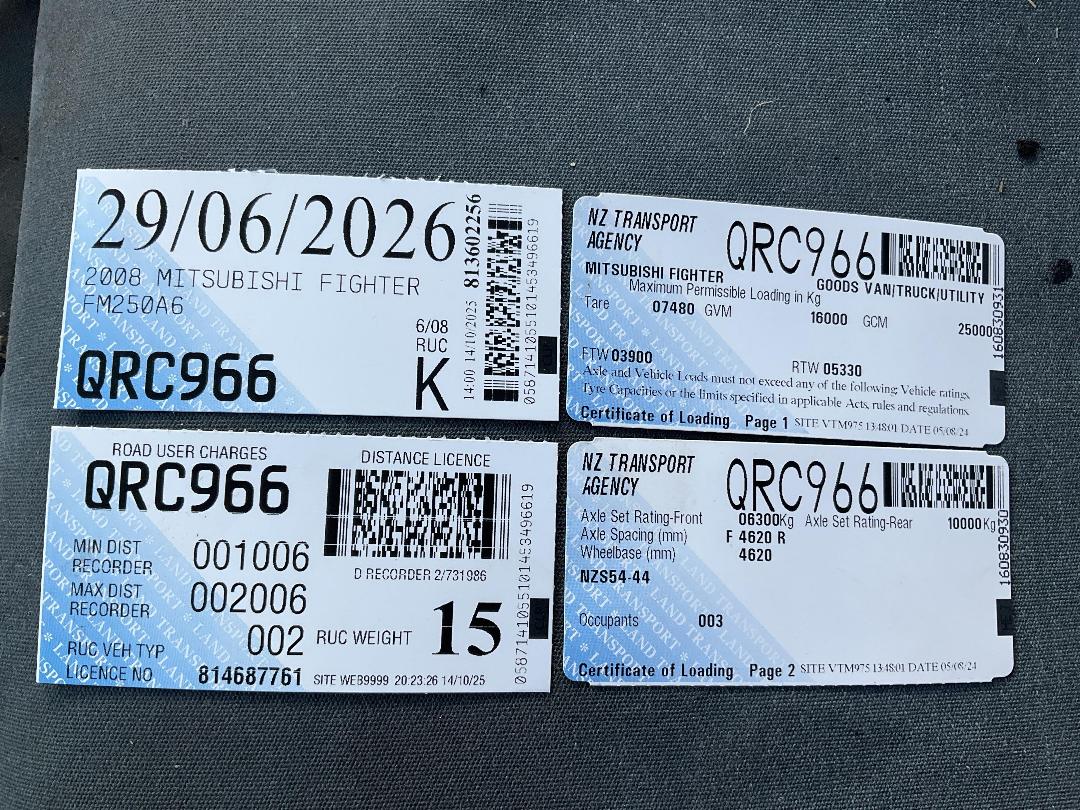 29/06/2026
2008 MITSUBISHI FIGHTER
FM250A6
6/08
RUC
QRC966
K
14:00 14/10/2025 813602256
0587141055101453496619
NZ TRANSPORT
AGENCY
QRC966
MITSUBISHI FIGHTER
GOODS VAN/TRUCK/UTILITY
Maximum Permissible Loading in Kg
Tare 07480 GVM 16000 GCM 25000
FTW 03900 RTW 05330
Axle and Vehicle Loads must not exceed any of the following Vehicle ratings,
Tyre Capacities or the limits specified in applicable Acts, rules and regulations.
Certificate of Loading Page 1 SITE VTM975 13:48:01 DATE 05/08/24
160830931
ROAD USER CHARGES
DISTANCE LICENCE
QRC966
MIN DIST
RECORDER 001006
D RECORDER 2/731986
MAX DIST
RECORDER 002006
RUC VEH TYP 002 RUC WEIGHT 15
LICENCE NO 814687761 SITE WEB9999 20:23:26 14/10/25
0587141055101453496619
NZ TRANSPORT
AGENCY
QRC966
Axle Set Rating-Front 06300Kg Axle Set Rating-Rear 10000Kg
Axle Spacing (mm) F 4620 R
Wheelbase (mm) 4620
NZS54-44
Occupants 003
Certificate of Loading Page 2 SITE VTM975 13:48:01 DATE 05/08/24
160830930